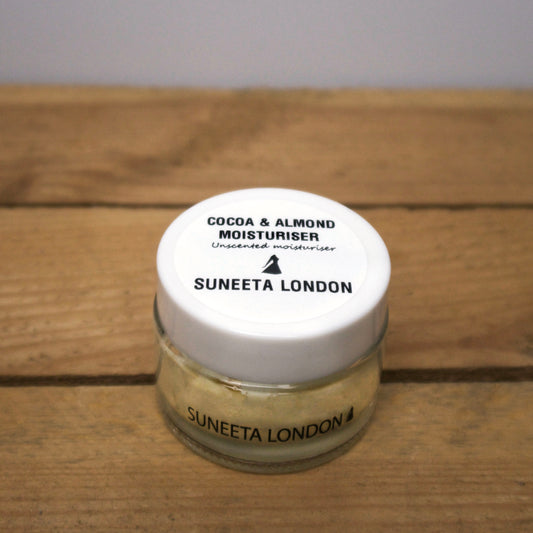 COCOA & ALMOND
MOISTURISER
Unscented moisturiser
SUNEETA LONDON
SUNEETA LONDON